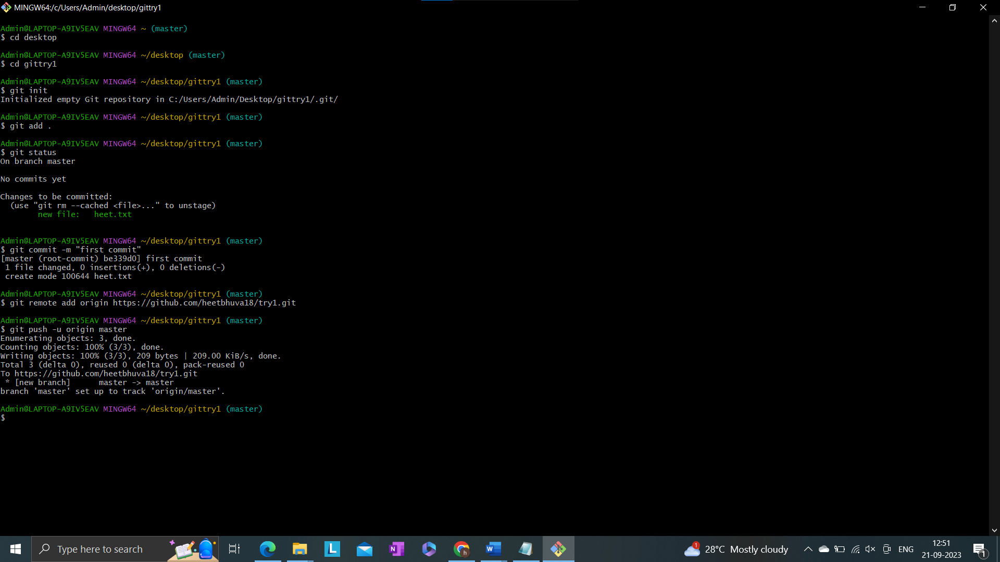 MINGW64:/c/Users/Admin/desktop/gittry1
Admin@LAPTOP-A9IV5EAV MINGW64 ~ (master)
$ cd desktop
Admin@LAPTOP-A9IV5EAV MINGW64 ~/desktop (master)
$ cd gittry1
Admin@LAPTOP-A9IV5EAV MINGW64 ~/desktop/gittry1 (master)
$ git init
Initialized empty Git repository in C:/Users/Admin/Desktop/gittry1/.git/
Admin@LAPTOP-A9IV5EAV MINGW64 ~/desktop/gittry1 (master)
$ git add .
Admin@LAPTOP-A9IV5EAV MINGW64 ~/desktop/gittry1 (master)
$ git status
On branch master
No commits yet
Changes to be committed:
  (use "git rm --cached <file>..." to unstage)
        new file:   heet.txt
Admin@LAPTOP-A9IV5EAV MINGW64 ~/desktop/gittry1 (master)
$ git commit -m "first commit"
[master (root-commit) be339d0] first commit
 1 file changed, 0 insertions(+), 0 deletions(-)
 create mode 100644 heet.txt
Admin@LAPTOP-A9IV5EAV MINGW64 ~/desktop/gittry1 (master)
$ git remote add origin https://github.com/heetbhuva18/try1.git
Admin@LAPTOP-A9IV5EAV MINGW64 ~/desktop/gittry1 (master)
$ git push -u origin master
Enumerating objects: 3, done.
Counting objects: 100% (3/3), done.
Writing objects: 100% (3/3), 209 bytes | 209.00 KiB/s, done.
Total 3 (delta 0), reused 0 (delta 0), pack-reused 0
To https://github.com/heetbhuva18/try1.git
 * [new branch]      master -> master
branch 'master' set up to track 'origin/master'.
Admin@LAPTOP-A9IV5EAV MINGW64 ~/desktop/gittry1 (master)
$
Type here to search
L
N
h
W
1
28°C Mostly cloudy
ENG
12:51
21-09-2023
1